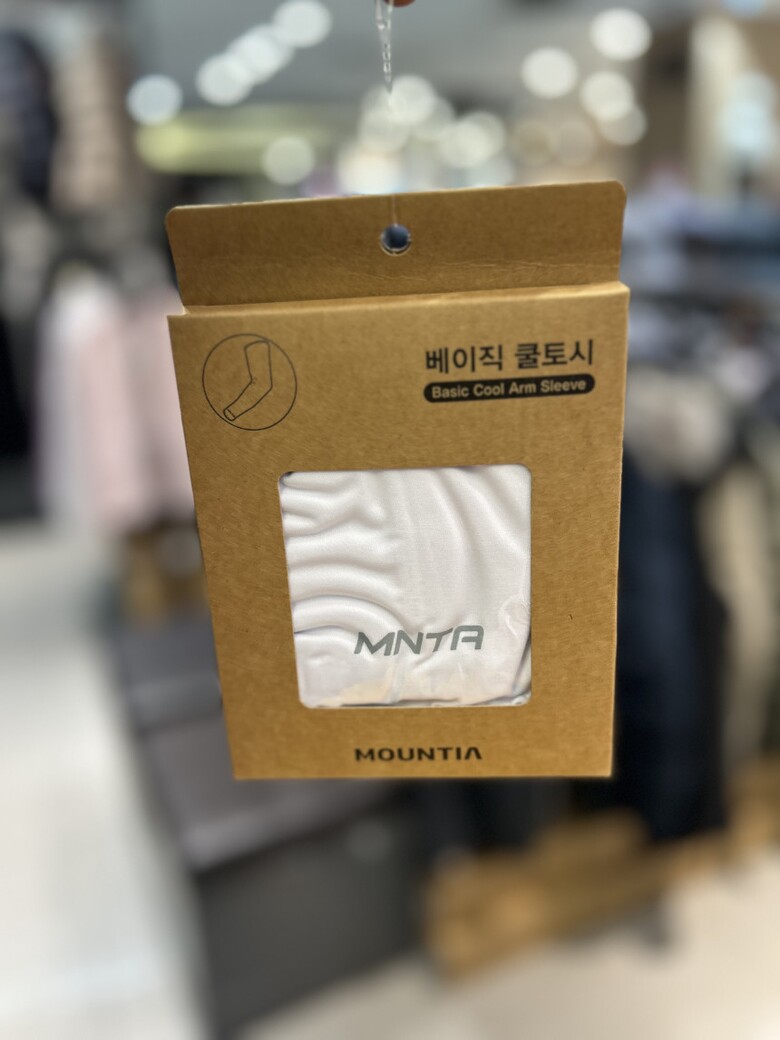 베이직 쿨토시
Basic Cool Arm Sleeve
MNTA
MOUNTIA